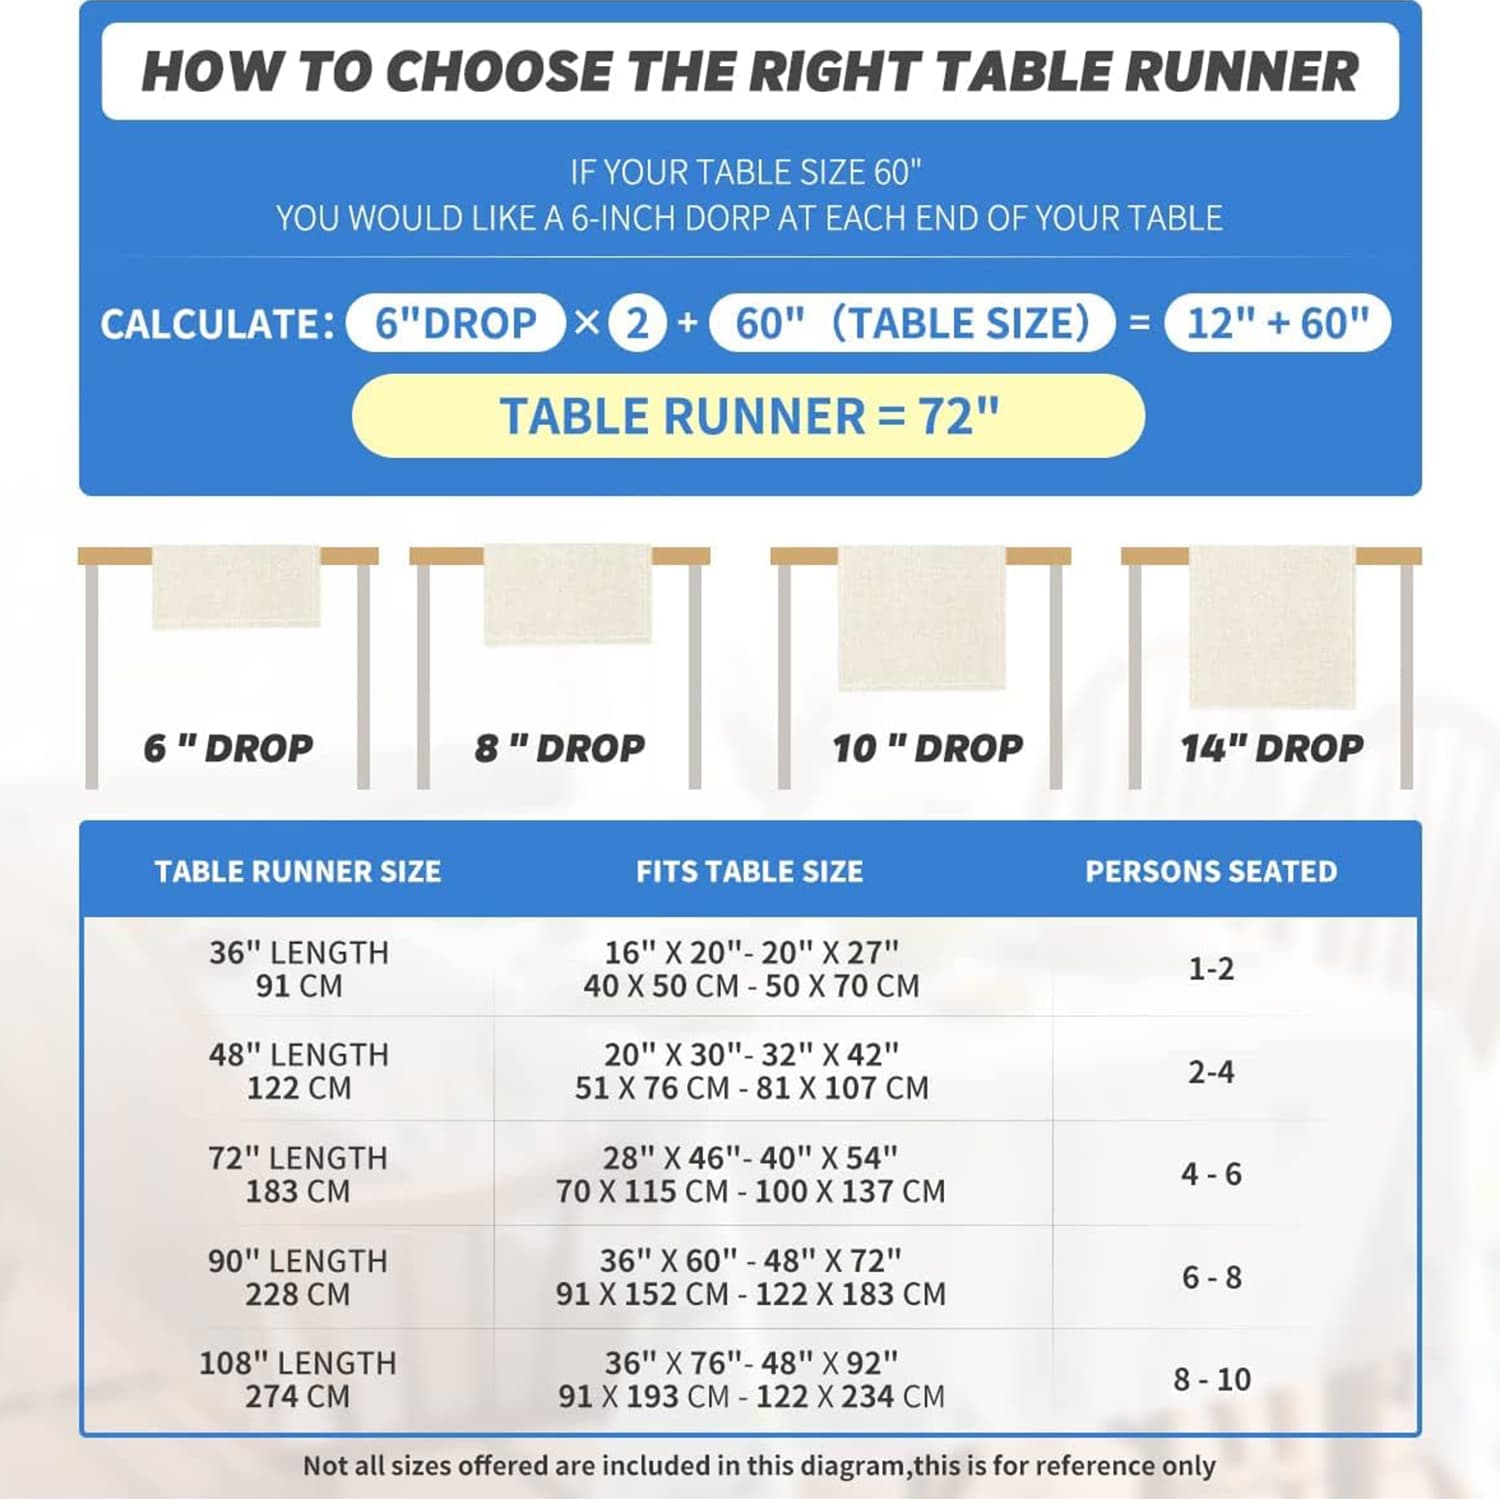 HOW TO CHOOSE THE RIGHT TABLE RUNNER
IF YOUR TABLE SIZE 60"
YOU WOULD LIKE A 6-INCH DORP AT EACH END OF YOUR TABLE
CALCULATE: 6"DROP × 2 + 60" (TABLE SIZE) = 12" + 60"
TABLE RUNNER = 72"
6 " DROP 8 " DROP 10 " DROP 14" DROP
TABLE RUNNER SIZE FITS TABLE SIZE PERSONS SEATED
36" LENGTH 16" X 20"- 20" X 27"
91 CM 40 X 50 CM - 50 X 70 CM 1-2
48" LENGTH 20" X 30"- 32" X 42"
122 CM 51 X 76 CM - 81 X 107 CM 2-4
72" LENGTH 28" X 46"- 40" X 54"
183 CM 70 X 115 CM - 100 X 137 CM 4 - 6
90" LENGTH 36" X 60" - 48" X 72"
228 CM 91 X 152 CM - 122 X 183 CM 6 - 8
108" LENGTH 36" X 76"- 48" X 92"
274 CM 91 X 193 CM - 122 X 234 CM 8 - 10
Not all sizes offered are included in this diagram,this is for reference only